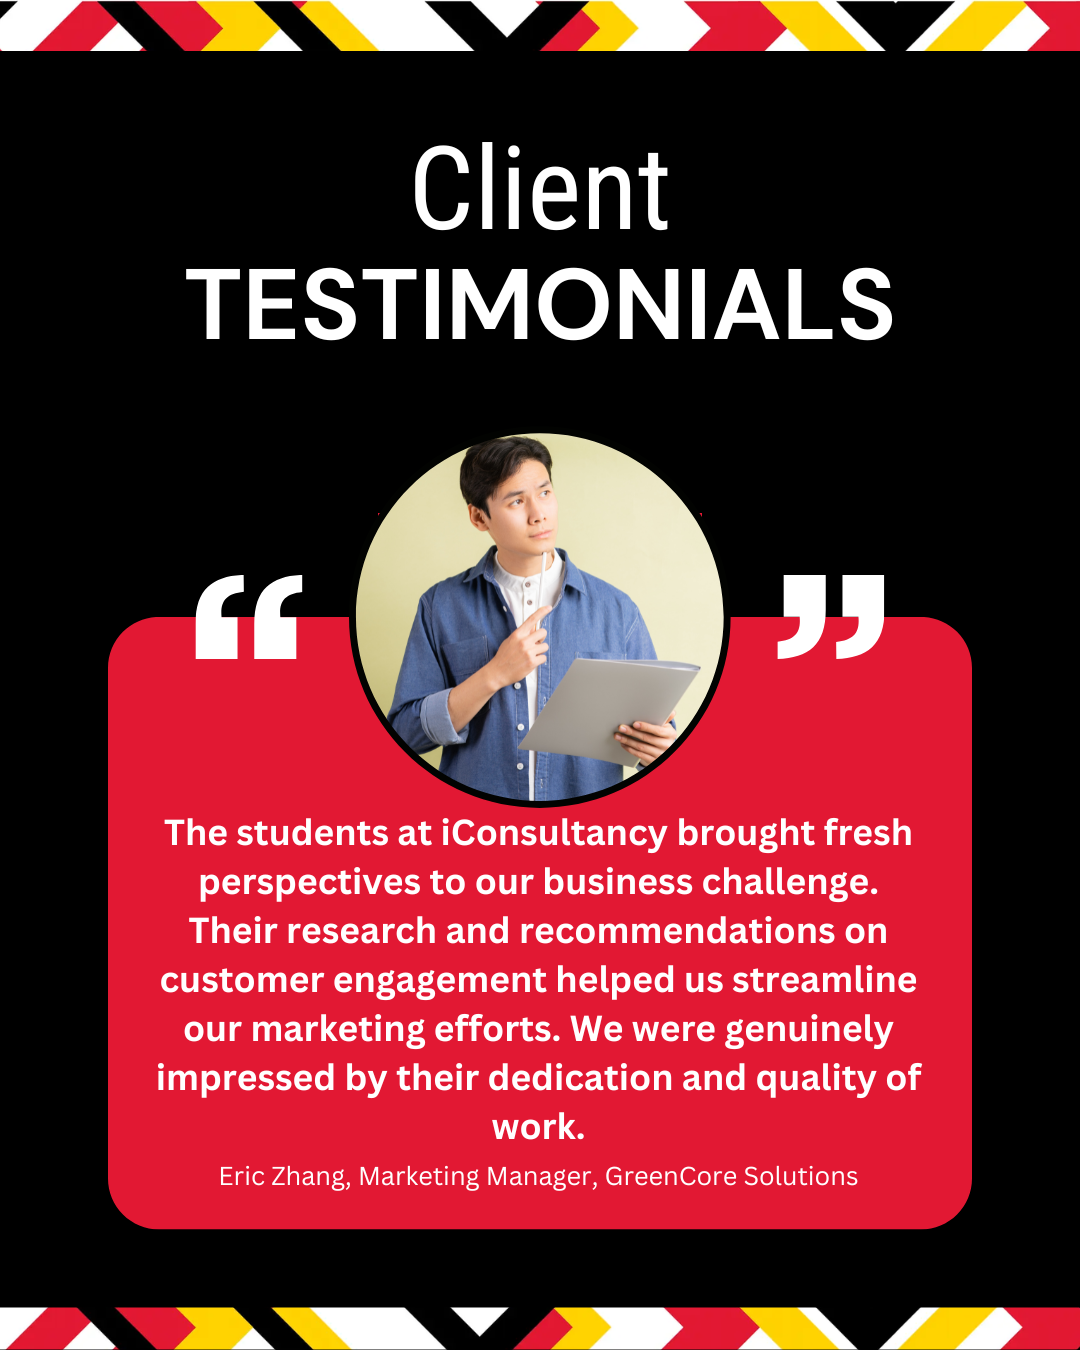 Client
TESTIMONIALS
“ ”
The students at iConsultancy brought fresh
perspectives to our business challenge.
Their research and recommendations on
customer engagement helped us streamline
our marketing efforts. We were genuinely
impressed by their dedication and quality of
work.
Eric Zhang, Marketing Manager, GreenCore Solutions